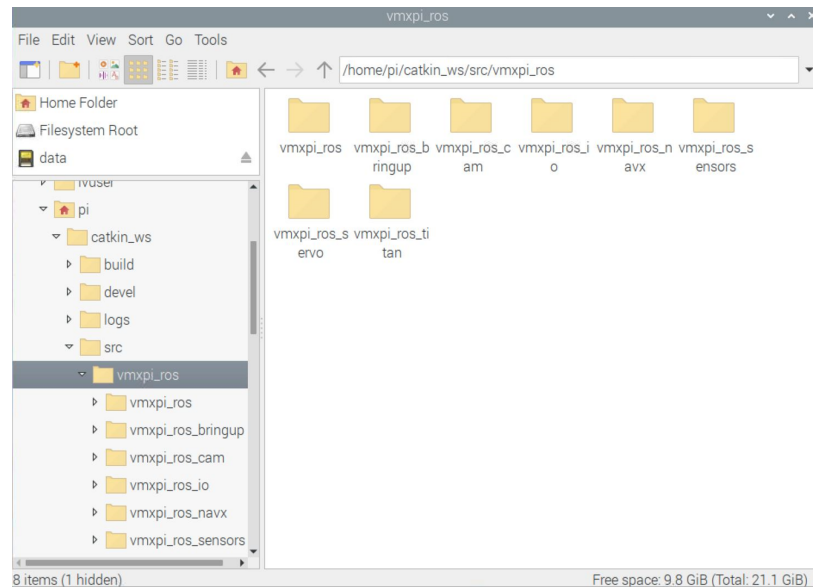 vmxpi_ros
File Edit View Sort Go Tools
/home/pi/catkin_ws/src/vmxpi_ros
Home Folder
Filesystem Root
data
pi
catkin_ws
build
devel
logs
src
vmxpi_ros
vmxpi_ros
vmxpi_ros_bringup
vmxpi_ros_cam
vmxpi_ros_io
vmxpi_ros_navx
vmxpi_ros_sensors
vmxpi_ros vmxpi_ros_b vmxpi_ros_c vmxpi_ros_i vmxpi_ros_n vmxpi_ros_s
ringup am o avx ensors
vmxpi_ros_s vmxpi_ros_ti
ervo tan
8 items (1 hidden)
Free space: 9.8 GiB (Total: 21.1 GiB)